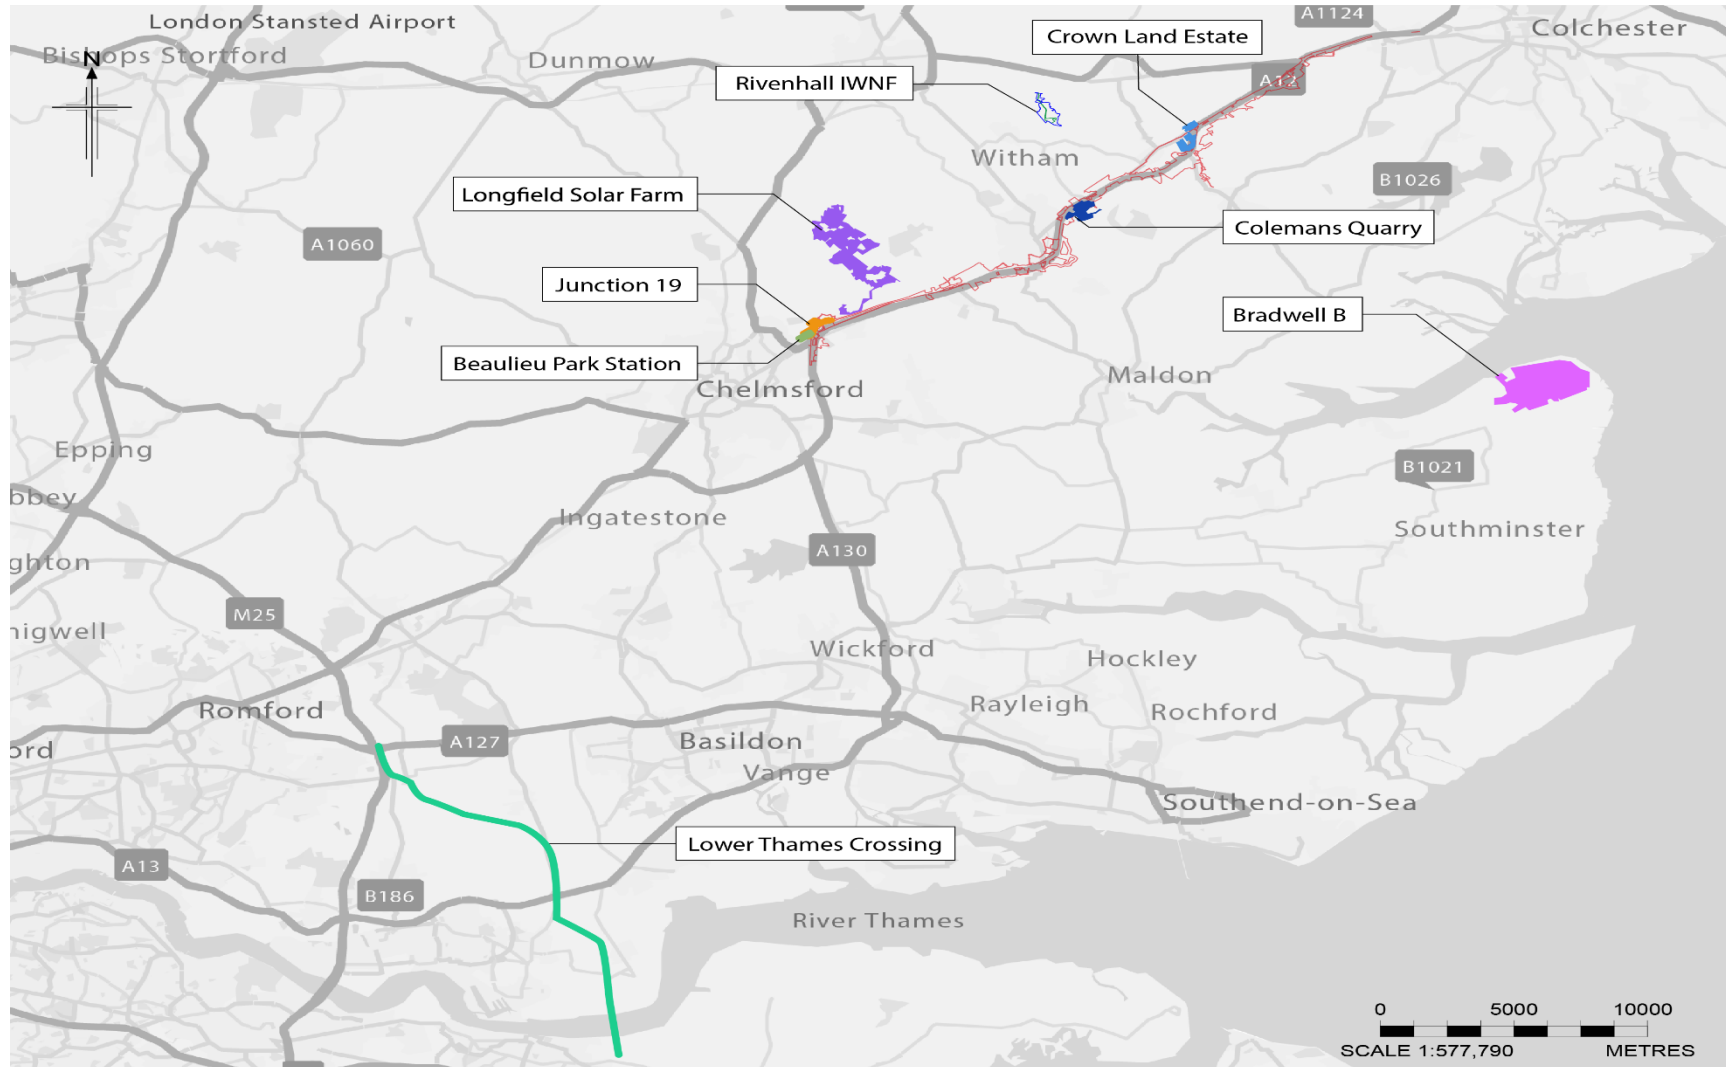 London Stansted Airport
A1124
Colchester
Crown Land Estate
Bishops Stortford
N
Dunmow
Rivenhall IWNF
A12
Witham
B1026
Longfield Solar Farm
Colemans Quarry
A1060
Junction 19
Bradwell B
Beaulieu Park Station
Maldon
Chelmsford
Epping
B1021
bbey
Ingatestone
Southminster
A130
ghton
M25
nigwell
Wickford
Hockley
Rayleigh
Romford
Rochford
A127
Basildon
ord
Vange
Southend-on-Sea
Lower Thames Crossing
A13
B186
River Thames
0 5000 10000
SCALE 1:577,790 METRES